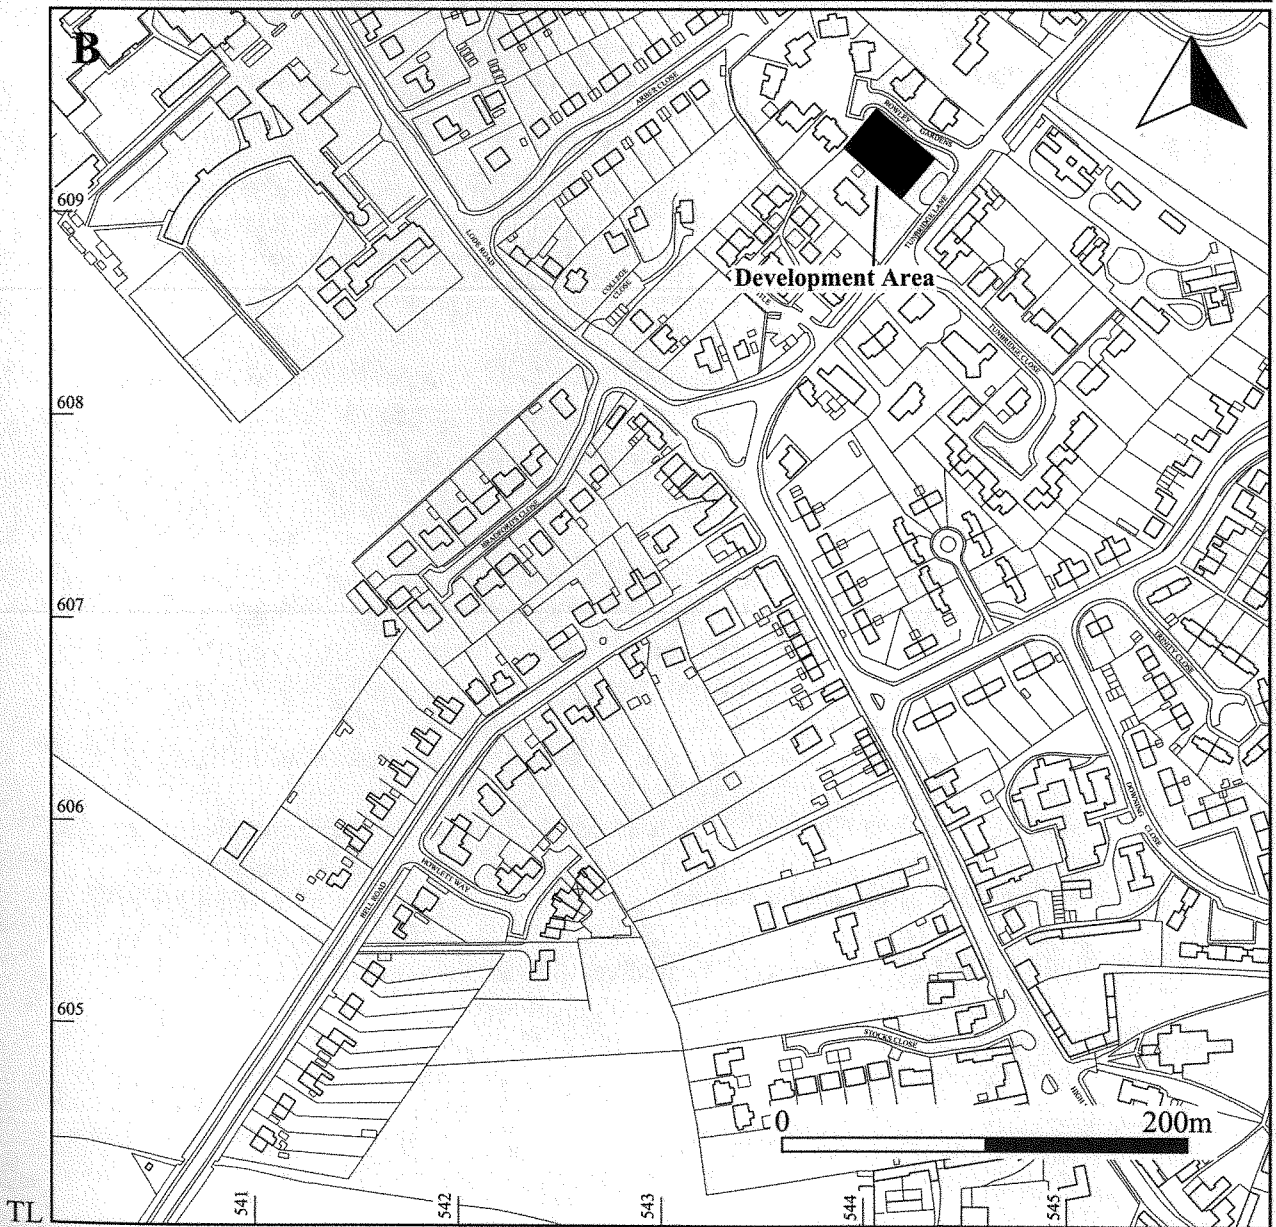 B
ARBUR CLOSE
ROWLEY GARDENS
609
LODE ROAD
TUNBRIDGE LANE
COLLEGE CLOSE
Development Area
TUNBRIDGE CLOSE
608
BRADFORDS CLOSE
607
TRINITY CLOSE
606
DOWNING CLOSE
HOWLETT WAY
BELL ROAD
605
STOCKS CLOSE
HIGH
0 200m
TL
541
542
543
544
545